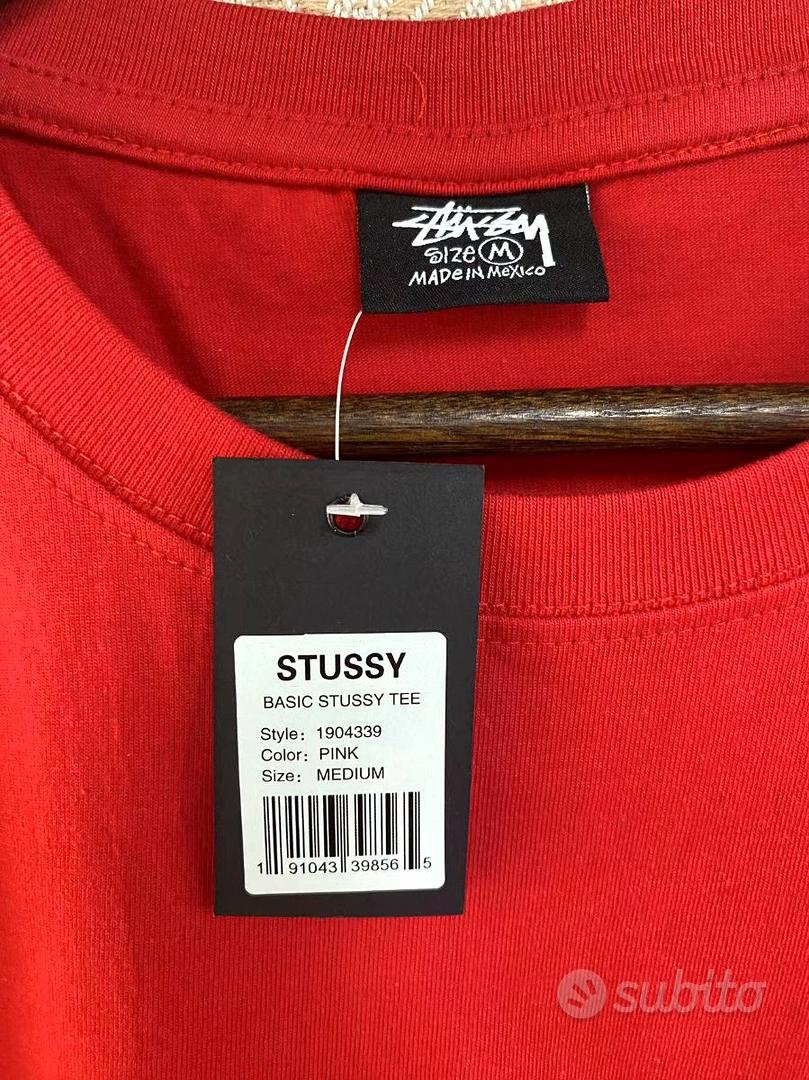 Stüssy
SIZE M
MADE IN MEXICO
STUSSY
BASIC STUSSY TEE
Style: 1904339
Color: PINK
Size: MEDIUM
1 91043 39856 5
subito